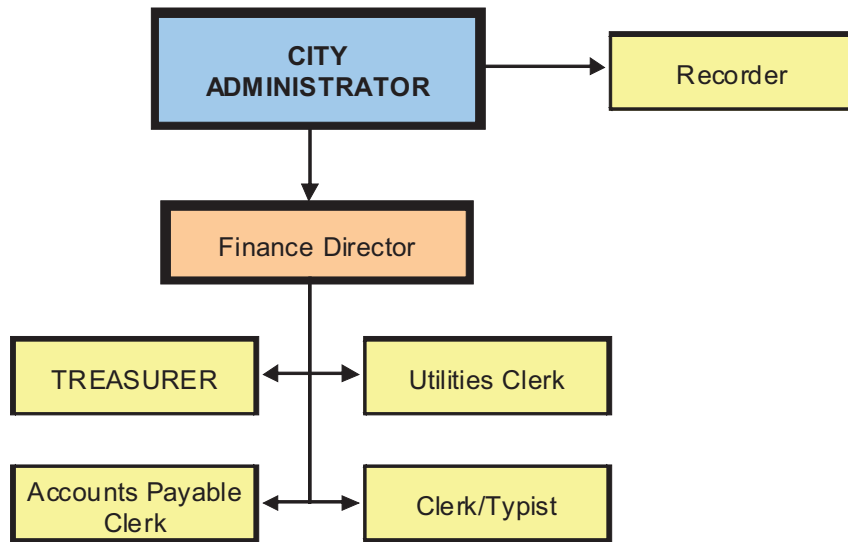 CITY
ADMINISTRATOR
Recorder
Finance Director
TREASURER
Utilities Clerk
Accounts Payable
Clerk
Clerk/Typist